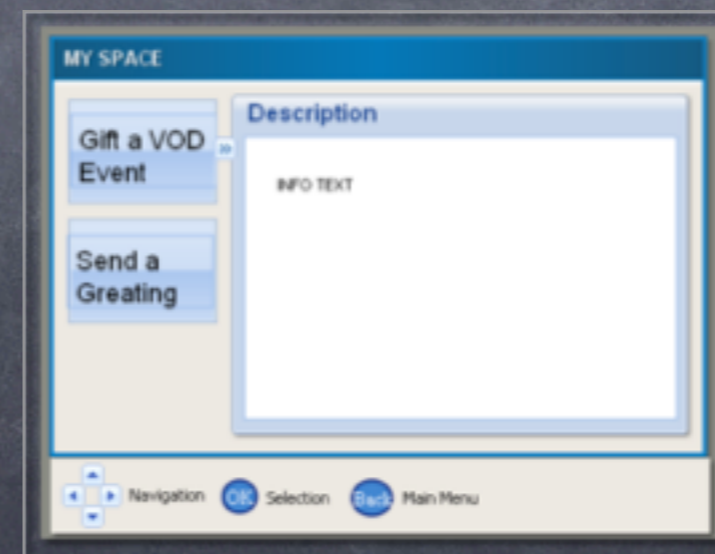 MY SPACE
Gift a VOD
Event
Description
INFO TEXT
Send a
Greating
Navigation
OK
Selection
Back
Main Menu